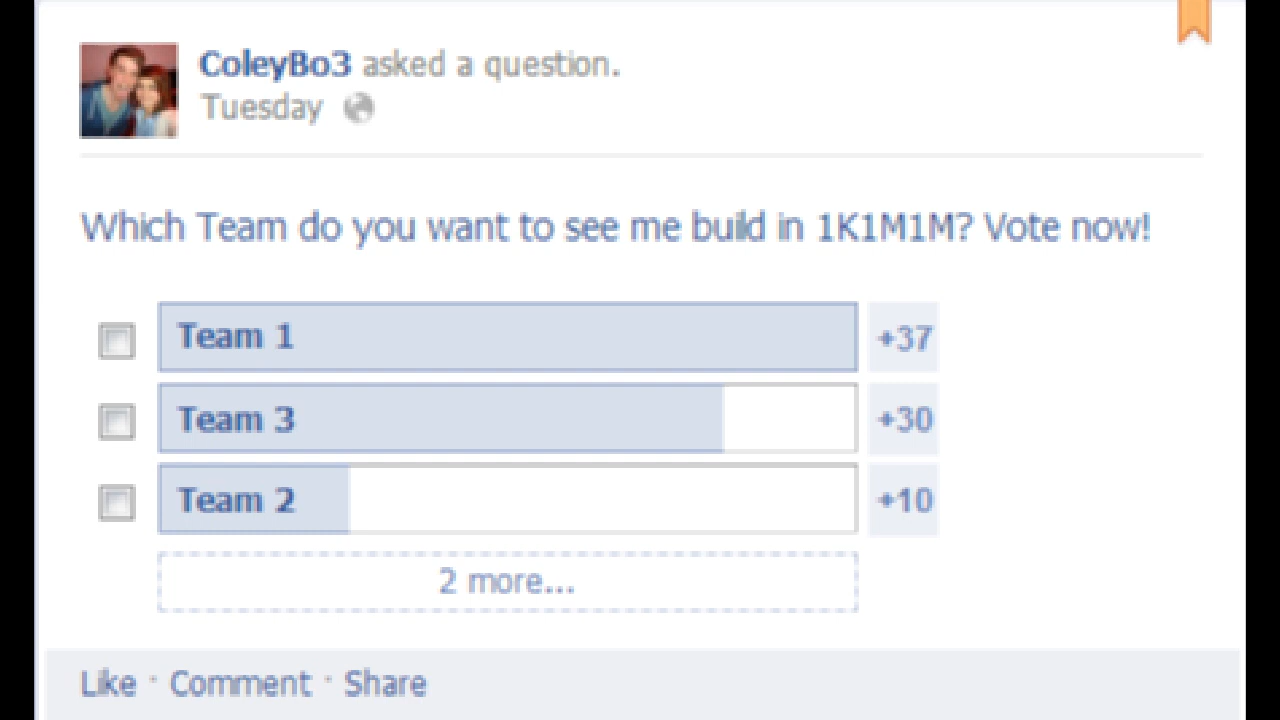 ColeyBo3 asked a question.
Tuesday
Which Team do you want to see me build in 1K1M1M? Vote now!
Team 1 +37
Team 3 +30
Team 2 +10
2 more...
Like · Comment · Share